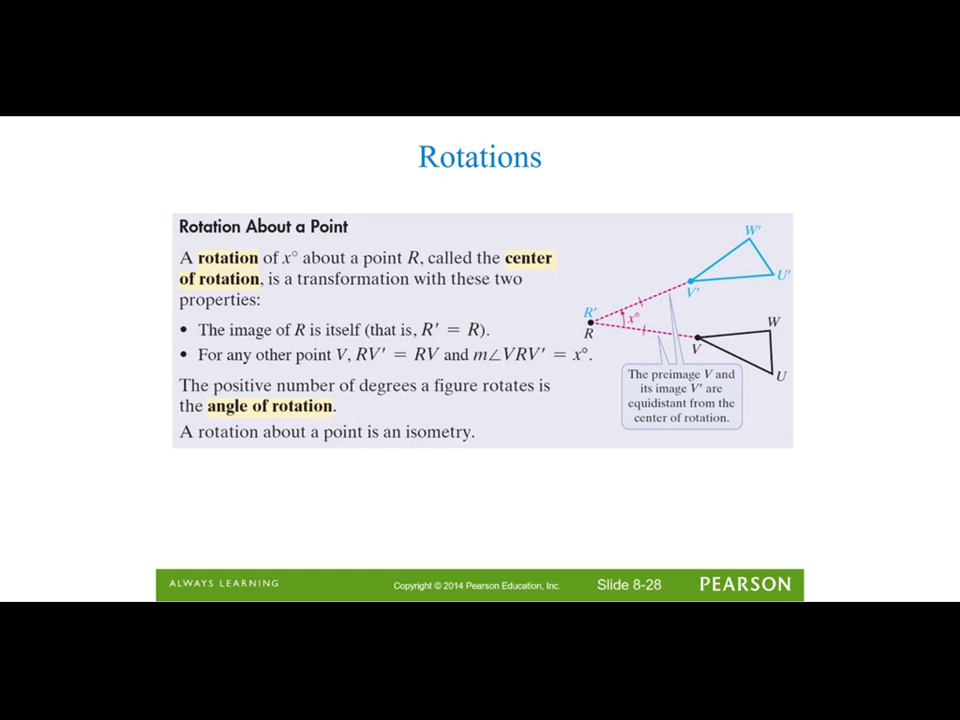 Rotations
Rotation About a Point
A rotation of x° about a point R, called the center
of rotation, is a transformation with these two
properties:
• The image of R is itself (that is, R′ = R).
• For any other point V, RV′ = RV and m∠VRV′ = x°.
The positive number of degrees a figure rotates is
the angle of rotation.
A rotation about a point is an isometry.
W′
U′
V′
R′
x°
R
W
V
U
The preimage V and
its image V′ are
equidistant from the
center of rotation.
ALWAYS LEARNING
Copyright © 2014 Pearson Education, Inc.
Slide 8-28
PEARSON